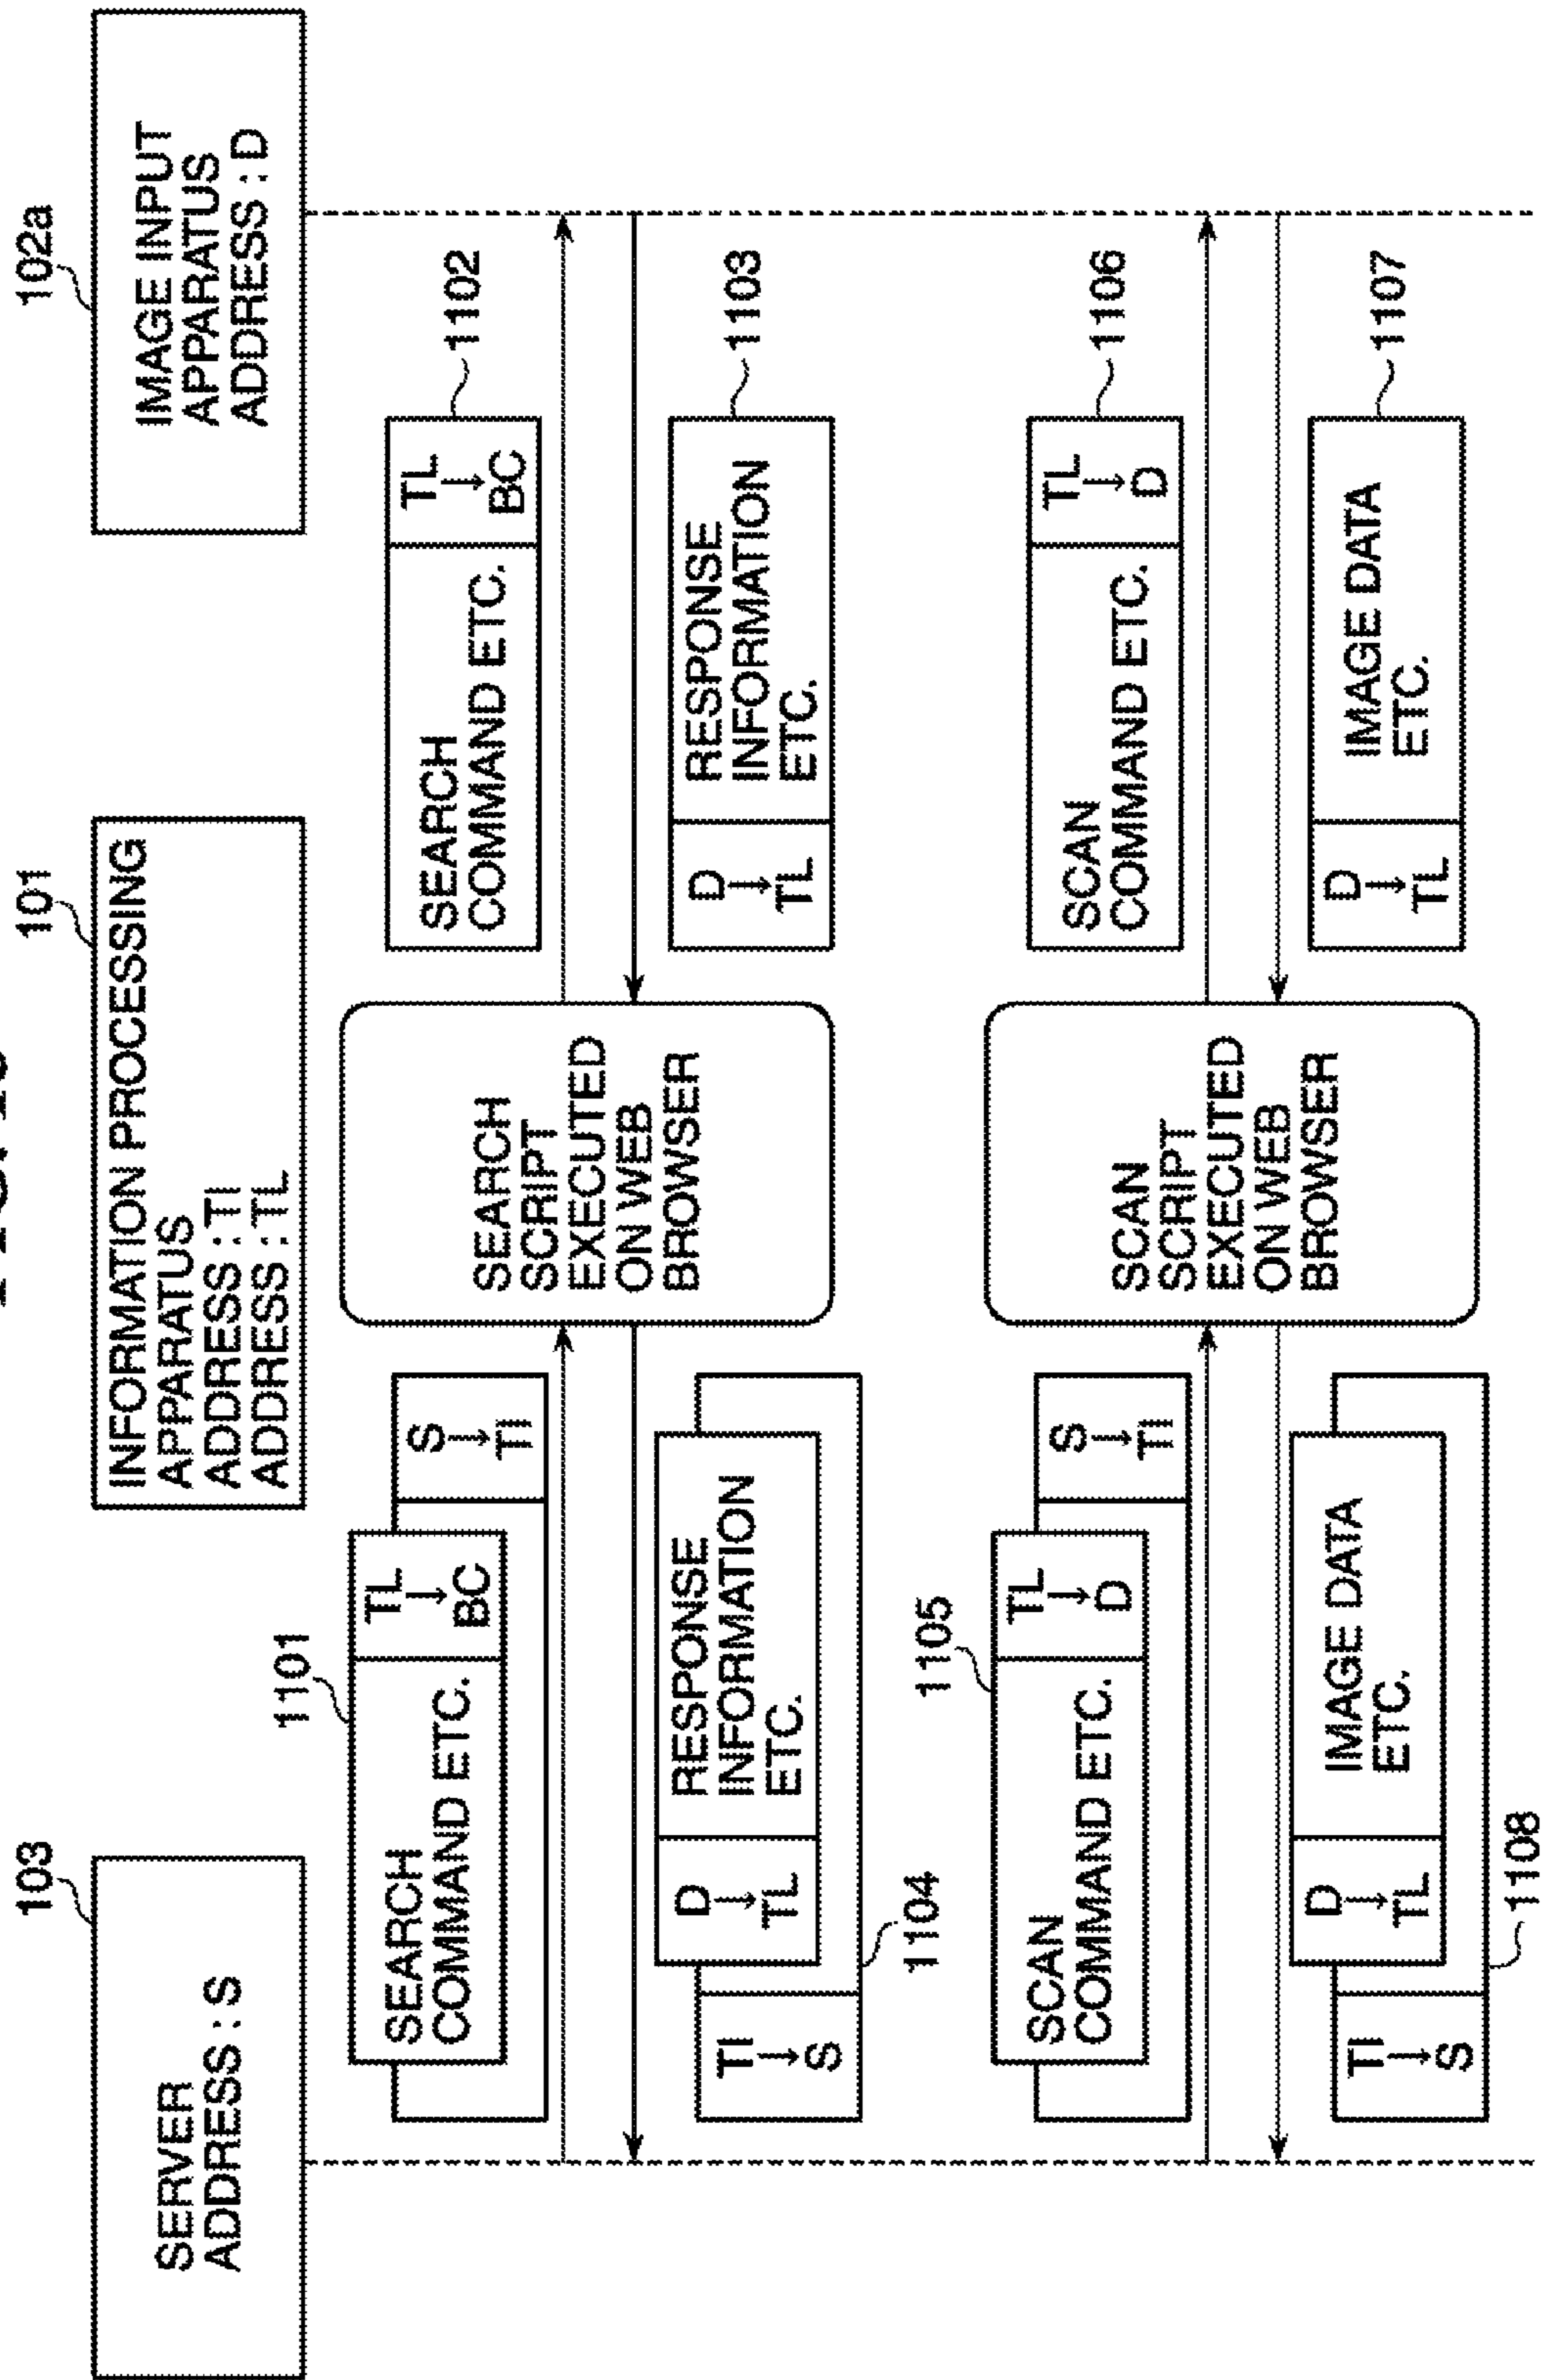 103
SERVER
ADDRESS : S
101
INFORMATION PROCESSING
APPARATUS
ADDRESS : TI
ADDRESS : TL
102a
IMAGE INPUT
APPARATUS
ADDRESS : D
1101
SEARCH
COMMAND ETC.
TL
→
BC
S
→
TI
SEARCH
SCRIPT
EXECUTED
ON WEB
BROWSER
SEARCH
COMMAND ETC.
TL
→
BC
1102
TI
→
S
D
→
TL
RESPONSE
INFORMATION
ETC.
1104
D
→
TL
RESPONSE
INFORMATION
ETC.
1103
1105
SCAN
COMMAND ETC.
TL
→
D
S
→
TI
SCAN
SCRIPT
EXECUTED
ON WEB
BROWSER
SCAN
COMMAND ETC.
TL
→
D
1106
TI
→
S
D
→
TL
IMAGE DATA
ETC.
1108
D
→
TL
IMAGE DATA
ETC.
1107